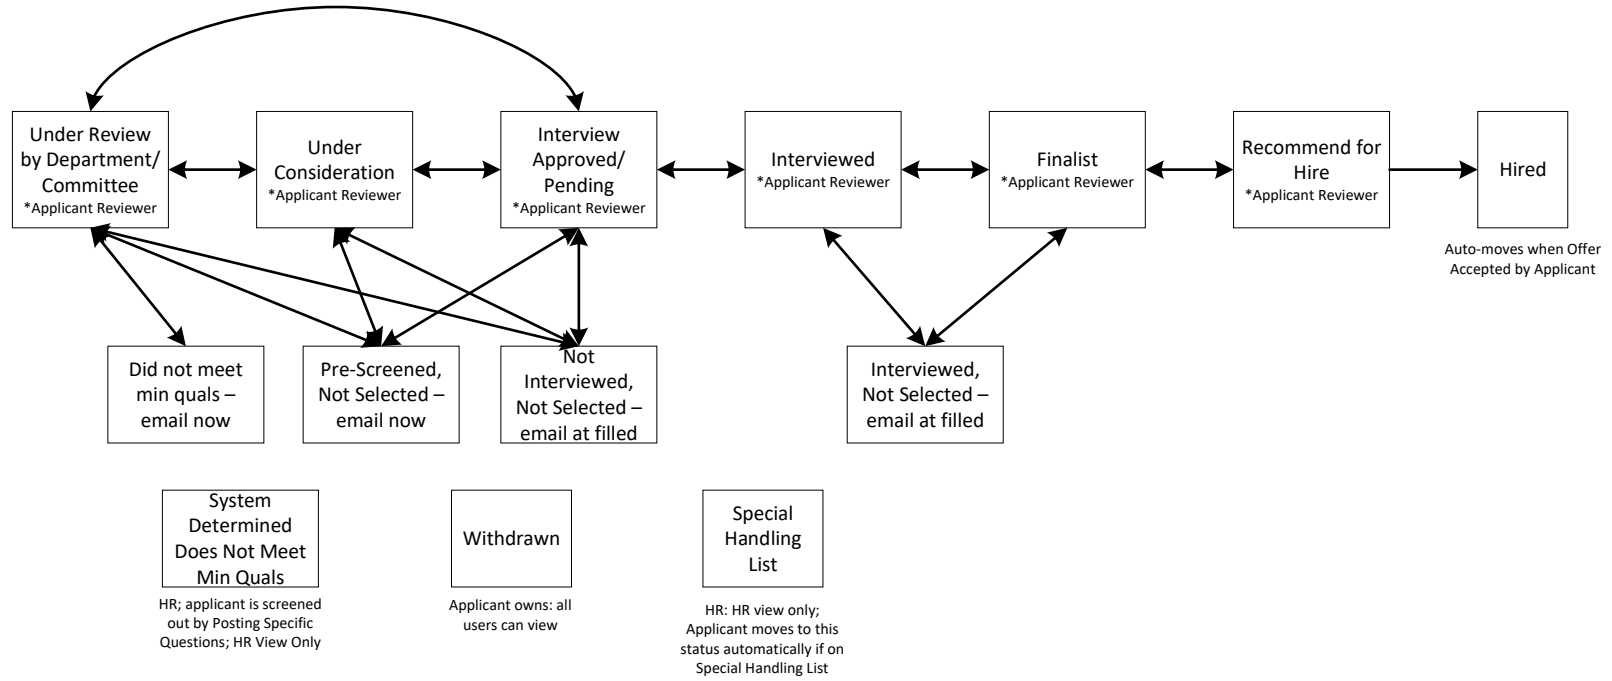 Under Review
by Department/
Committee
*Applicant Reviewer
Under
Consideration
*Applicant Reviewer
Interview
Approved/
Pending
*Applicant Reviewer
Interviewed
*Applicant Reviewer
Finalist
*Applicant Reviewer
Recommend for
Hire
*Applicant Reviewer
Hired
Auto-moves when Offer
Accepted by Applicant
Did not meet
min quals –
email now
Pre-Screened,
Not Selected –
email now
Not
Interviewed,
Not Selected –
email at filled
Interviewed,
Not Selected –
email at filled
System
Determined
Does Not Meet
Min Quals
HR; applicant is screened
out by Posting Specific
Questions; HR View Only
Withdrawn
Applicant owns: all
users can view
Special
Handling
List
HR: HR view only;
Applicant moves to this
status automatically if on
Special Handling List